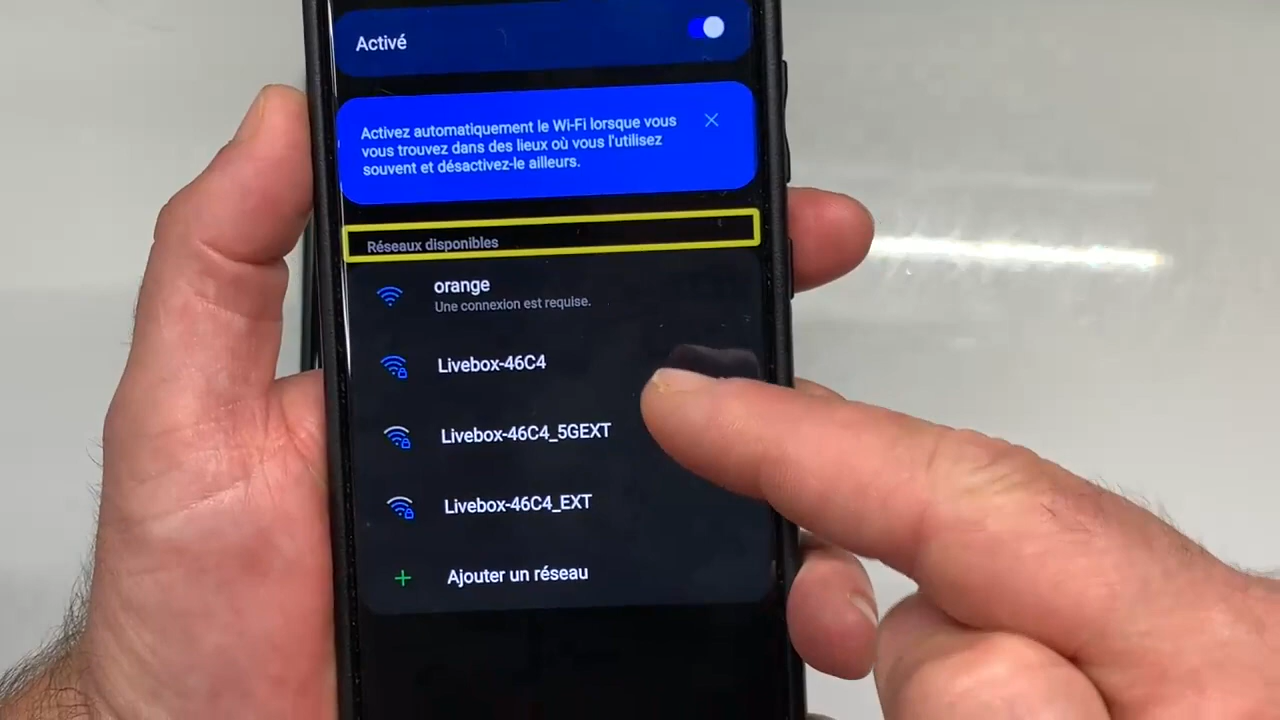 Activé
Activez automatiquement le Wi-Fi lorsque vous
vous trouvez dans des lieux où vous l'utilisez
souvent et désactivez-le ailleurs.
Réseaux disponibles
orange
Une connexion est requise.
Livebox-46C4
Livebox-46C4_5GEXT
Livebox-46C4_EXT
Ajouter un réseau